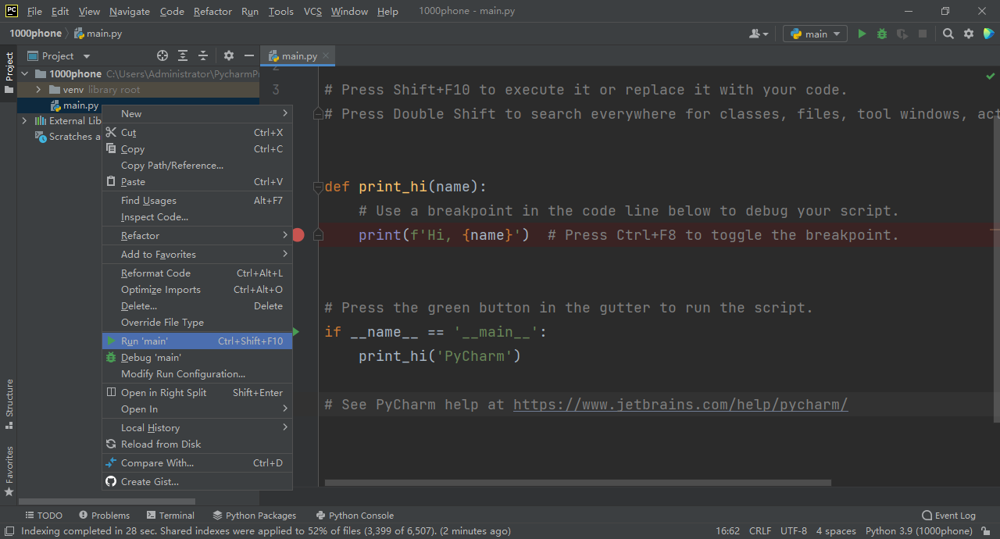 PC File Edit View Navigate Code Refactor Run Tools VCS Window Help 1000phone - main.py
1000phone main.py main
Project main.py
Project
1000phone C:\Users\Administrator\PycharmPr
venv library root
main.py
External Lib
Scratches a
New
Cut Ctrl+X
Copy Ctrl+C
Copy Path/Reference...
Paste Ctrl+V
Find Usages Alt+F7
Inspect Code...
Refactor
Add to Favorites
Reformat Code Ctrl+Alt+L
Optimize Imports Ctrl+Alt+O
Delete... Delete
Override File Type
Run 'main' Ctrl+Shift+F10
Debug 'main'
Modify Run Configuration...
Open in Right Split Shift+Enter
Open In
Local History
Reload from Disk
Compare With... Ctrl+D
Create Gist...
2
3 # Press Shift+F10 to execute it or replace it with your code.
# Press Double Shift to search everywhere for classes, files, tool windows, act
def print_hi(name):
# Use a breakpoint in the code line below to debug your script.
print(f'Hi, {name}') # Press Ctrl+F8 to toggle the breakpoint.
# Press the green button in the gutter to run the script.
if __name__ == '__main__':
print_hi('PyCharm')
# See PyCharm help at https://www.jetbrains.com/help/pycharm/
Structure
Favorites
TODO Problems Terminal Python Packages Python Console Event Log
Indexing completed in 28 sec. Shared indexes were applied to 52% of files (3,399 of 6,507). (2 minutes ago) 16:62 CRLF UTF-8 4 spaces Python 3.9 (1000phone)